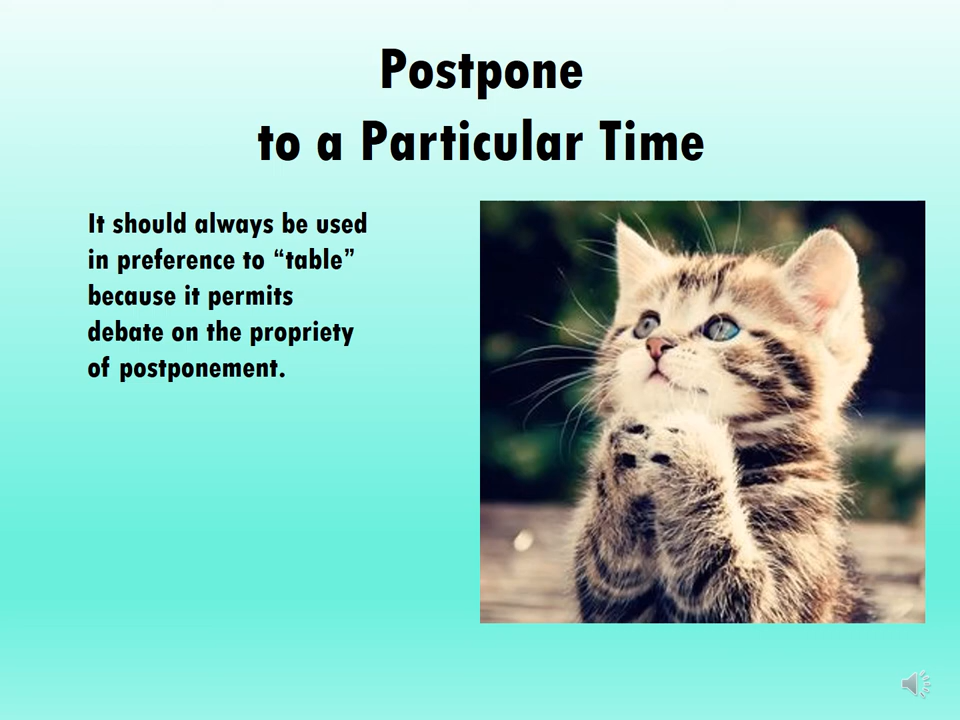 Postpone
to a Particular Time
It should always be used
in preference to “table”
because it permits
debate on the propriety
of postponement.